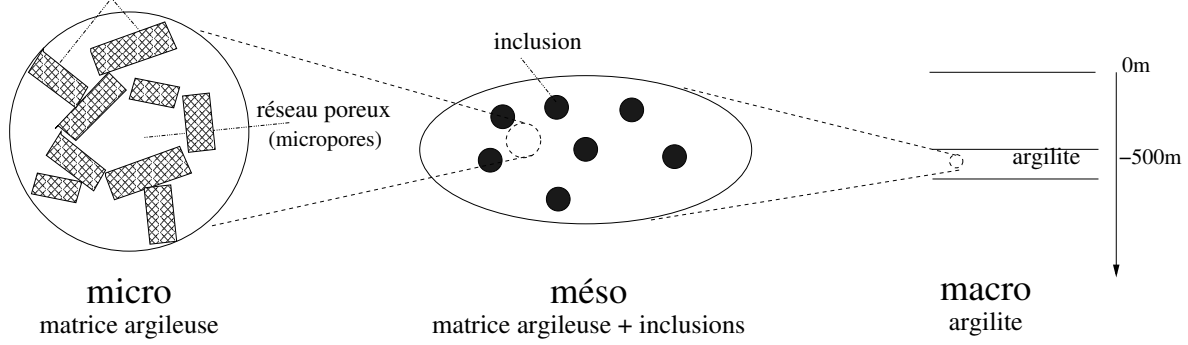 inclusion
réseau poreux
(micropores)
0m
argilite
−500m
micro
matrice argileuse
méso
matrice argileuse + inclusions
macro
argilite